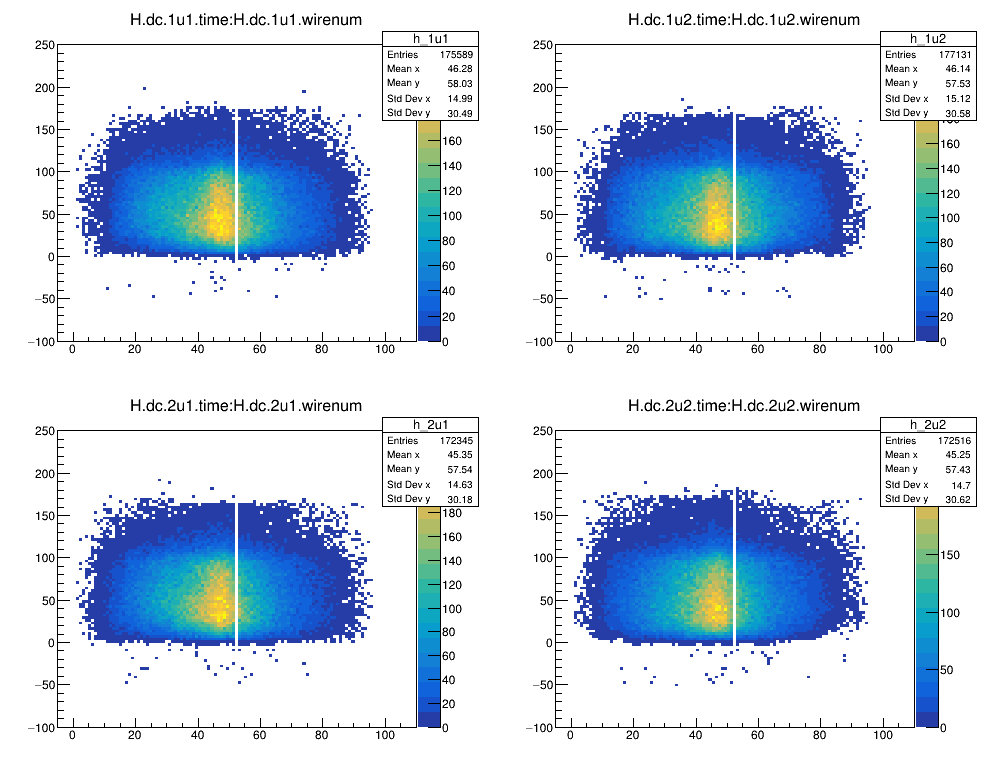 H.dc.1u1.time:H.dc.1u1.wirenum
h_1u1
Entries 175589
Mean x 46.28
Mean y 58.03
Std Dev x 14.99
Std Dev y 30.49
250
200
150
100
50
0
−50
−100
0 20 40 60 80 100
160
140
120
100
80
60
40
20
0
H.dc.1u2.time:H.dc.1u2.wirenum
h_1u2
Entries 177131
Mean x 46.14
Mean y 57.53
Std Dev x 15.12
Std Dev y 30.58
250
200
150
100
50
0
−50
−100
0 20 40 60 80 100
160
140
120
100
80
60
40
20
0
H.dc.2u1.time:H.dc.2u1.wirenum
h_2u1
Entries 172345
Mean x 45.35
Mean y 57.54
Std Dev x 14.63
Std Dev y 30.18
250
200
150
100
50
0
−50
−100
0 20 40 60 80 100
180
160
140
120
100
80
60
40
20
0
H.dc.2u2.time:H.dc.2u2.wirenum
h_2u2
Entries 172516
Mean x 45.25
Mean y 57.43
Std Dev x 14.7
Std Dev y 30.62
250
200
150
100
50
0
−50
−100
0 20 40 60 80 100
150
100
50
0